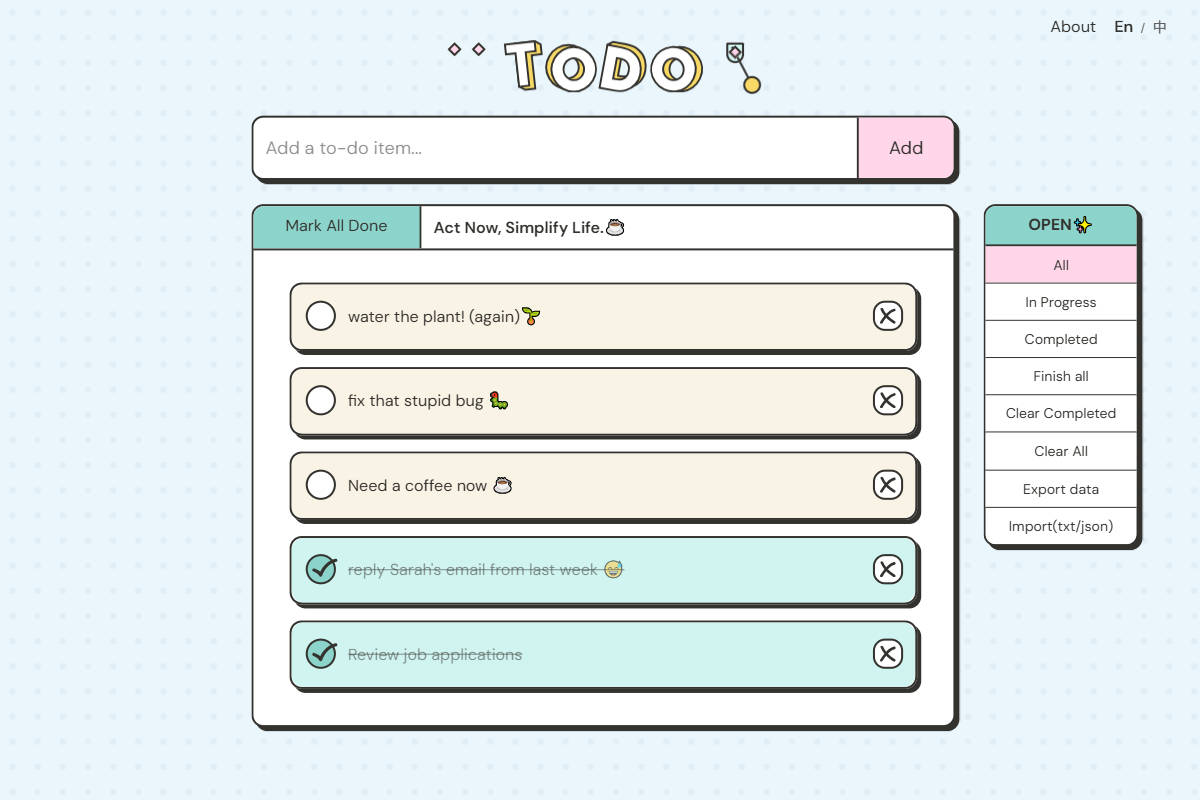 About En / 中
TODO
Add a to-do item... Add
Mark All Done Act Now, Simplify Life.☕
water the plant! (again)🌱
fix that stupid bug 🐛
Need a coffee now ☕
reply Sarah's email from last week 😅
Review job applications
OPEN✨
All
In Progress
Completed
Finish all
Clear Completed
Clear All
Export data
Import(txt/json)